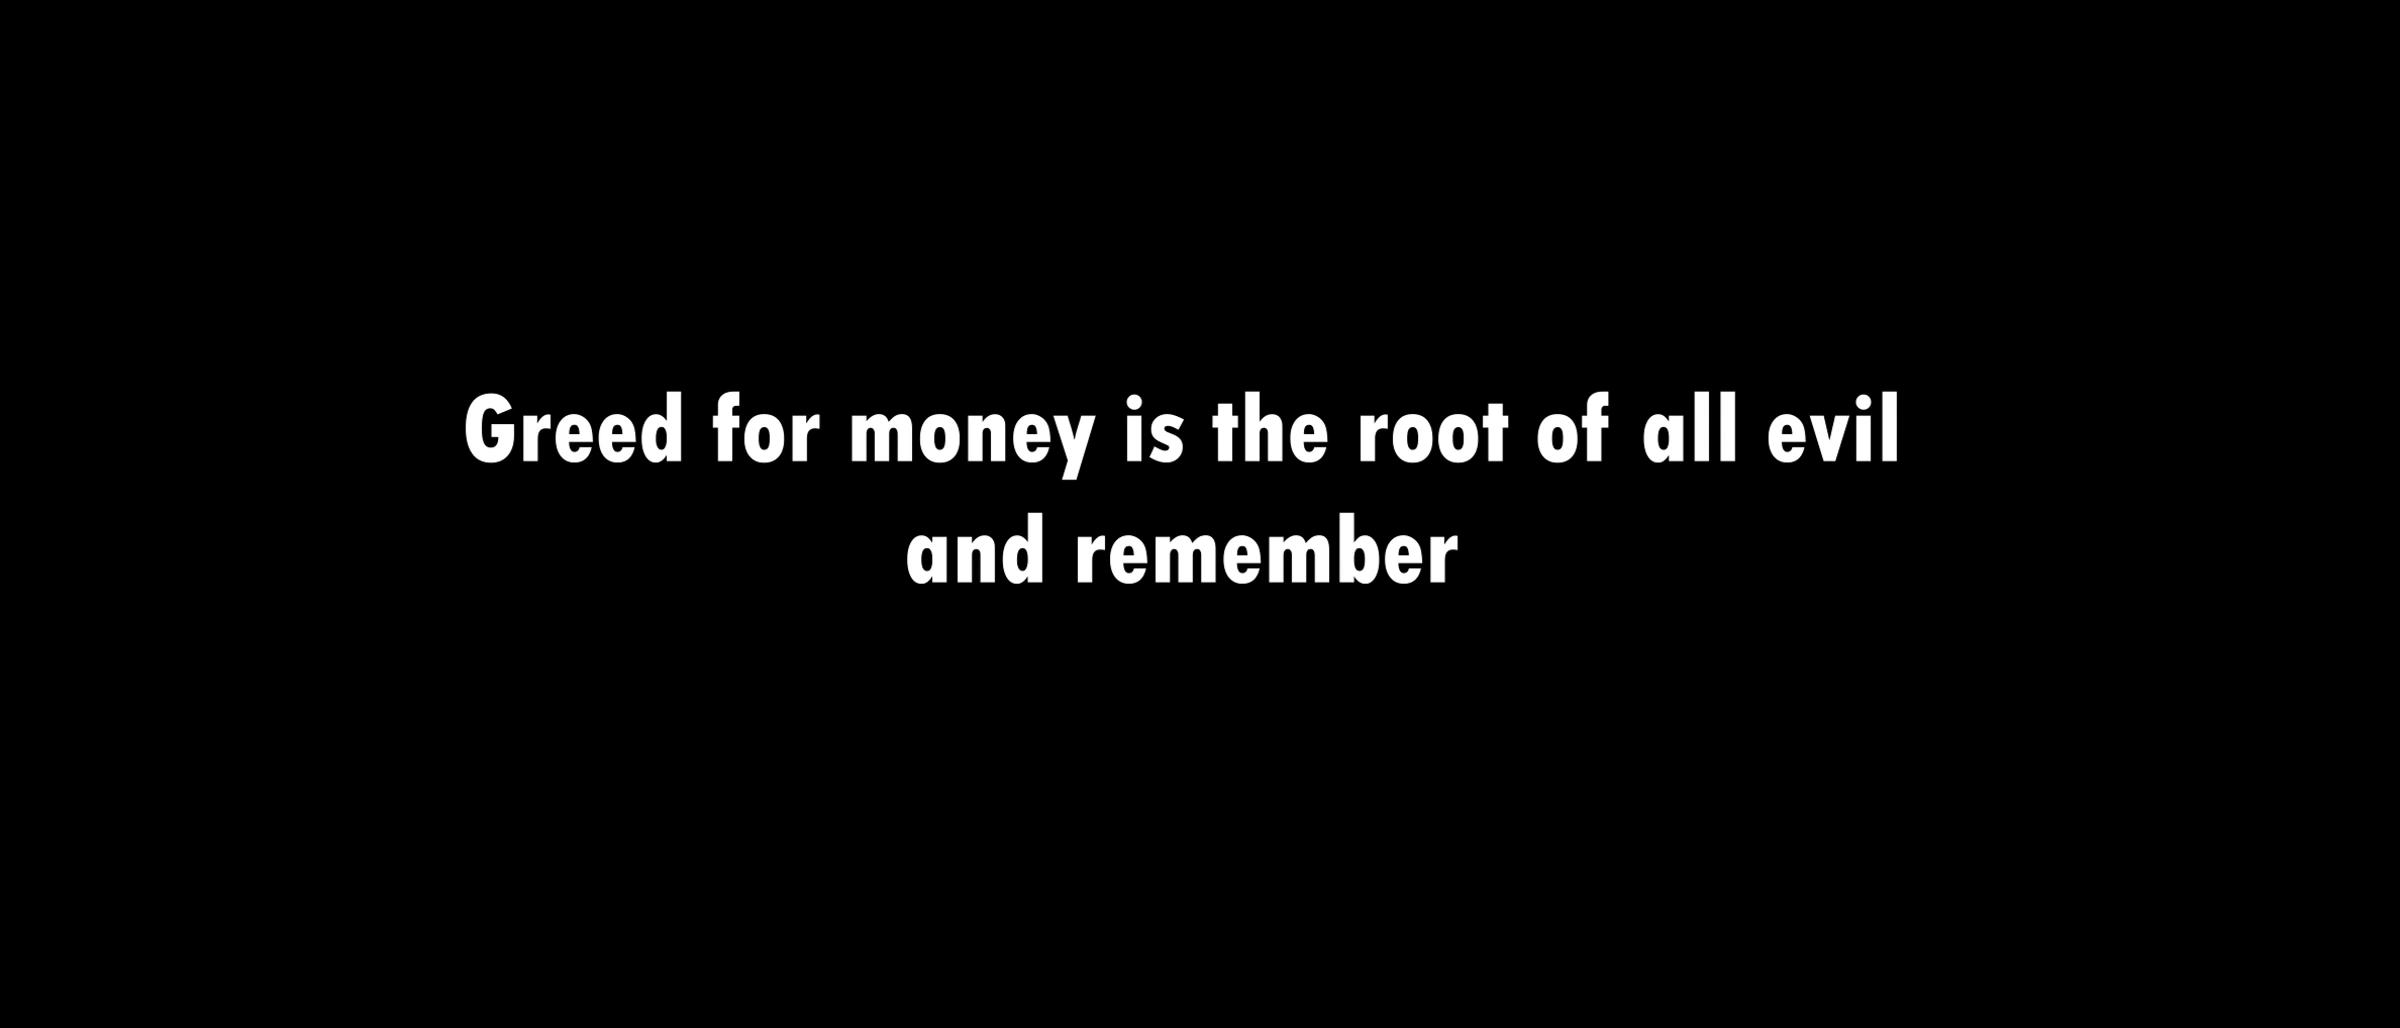 Greed for money is the root of all evil
and remember